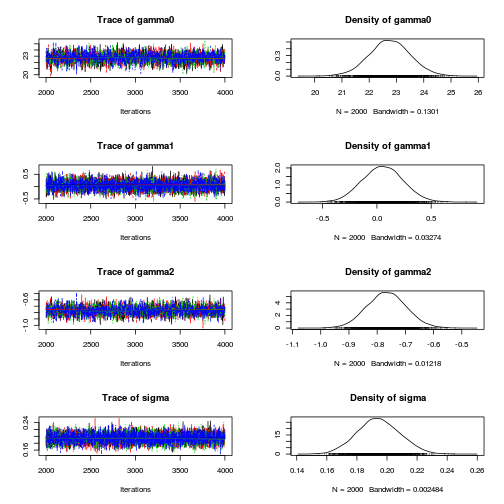 Trace of gamma0
20 23
2000 2500 3000 3500 4000
Iterations
Density of gamma0
0.0 0.3
20 21 22 23 24 25 26
N = 2000 Bandwidth = 0.1301
Trace of gamma1
-0.5 0.5
2000 2500 3000 3500 4000
Iterations
Density of gamma1
0.0 1.0 2.0
-0.5 0.0 0.5
N = 2000 Bandwidth = 0.03274
Trace of gamma2
-1.0 -0.6
2000 2500 3000 3500 4000
Iterations
Density of gamma2
0 2 4
-1.1 -1.0 -0.9 -0.8 -0.7 -0.6 -0.5
N = 2000 Bandwidth = 0.01218
Trace of sigma
0.16 0.24
2000 2500 3000 3500 4000
Iterations
Density of sigma
0 15
0.14 0.16 0.18 0.20 0.22 0.24 0.26
N = 2000 Bandwidth = 0.002484